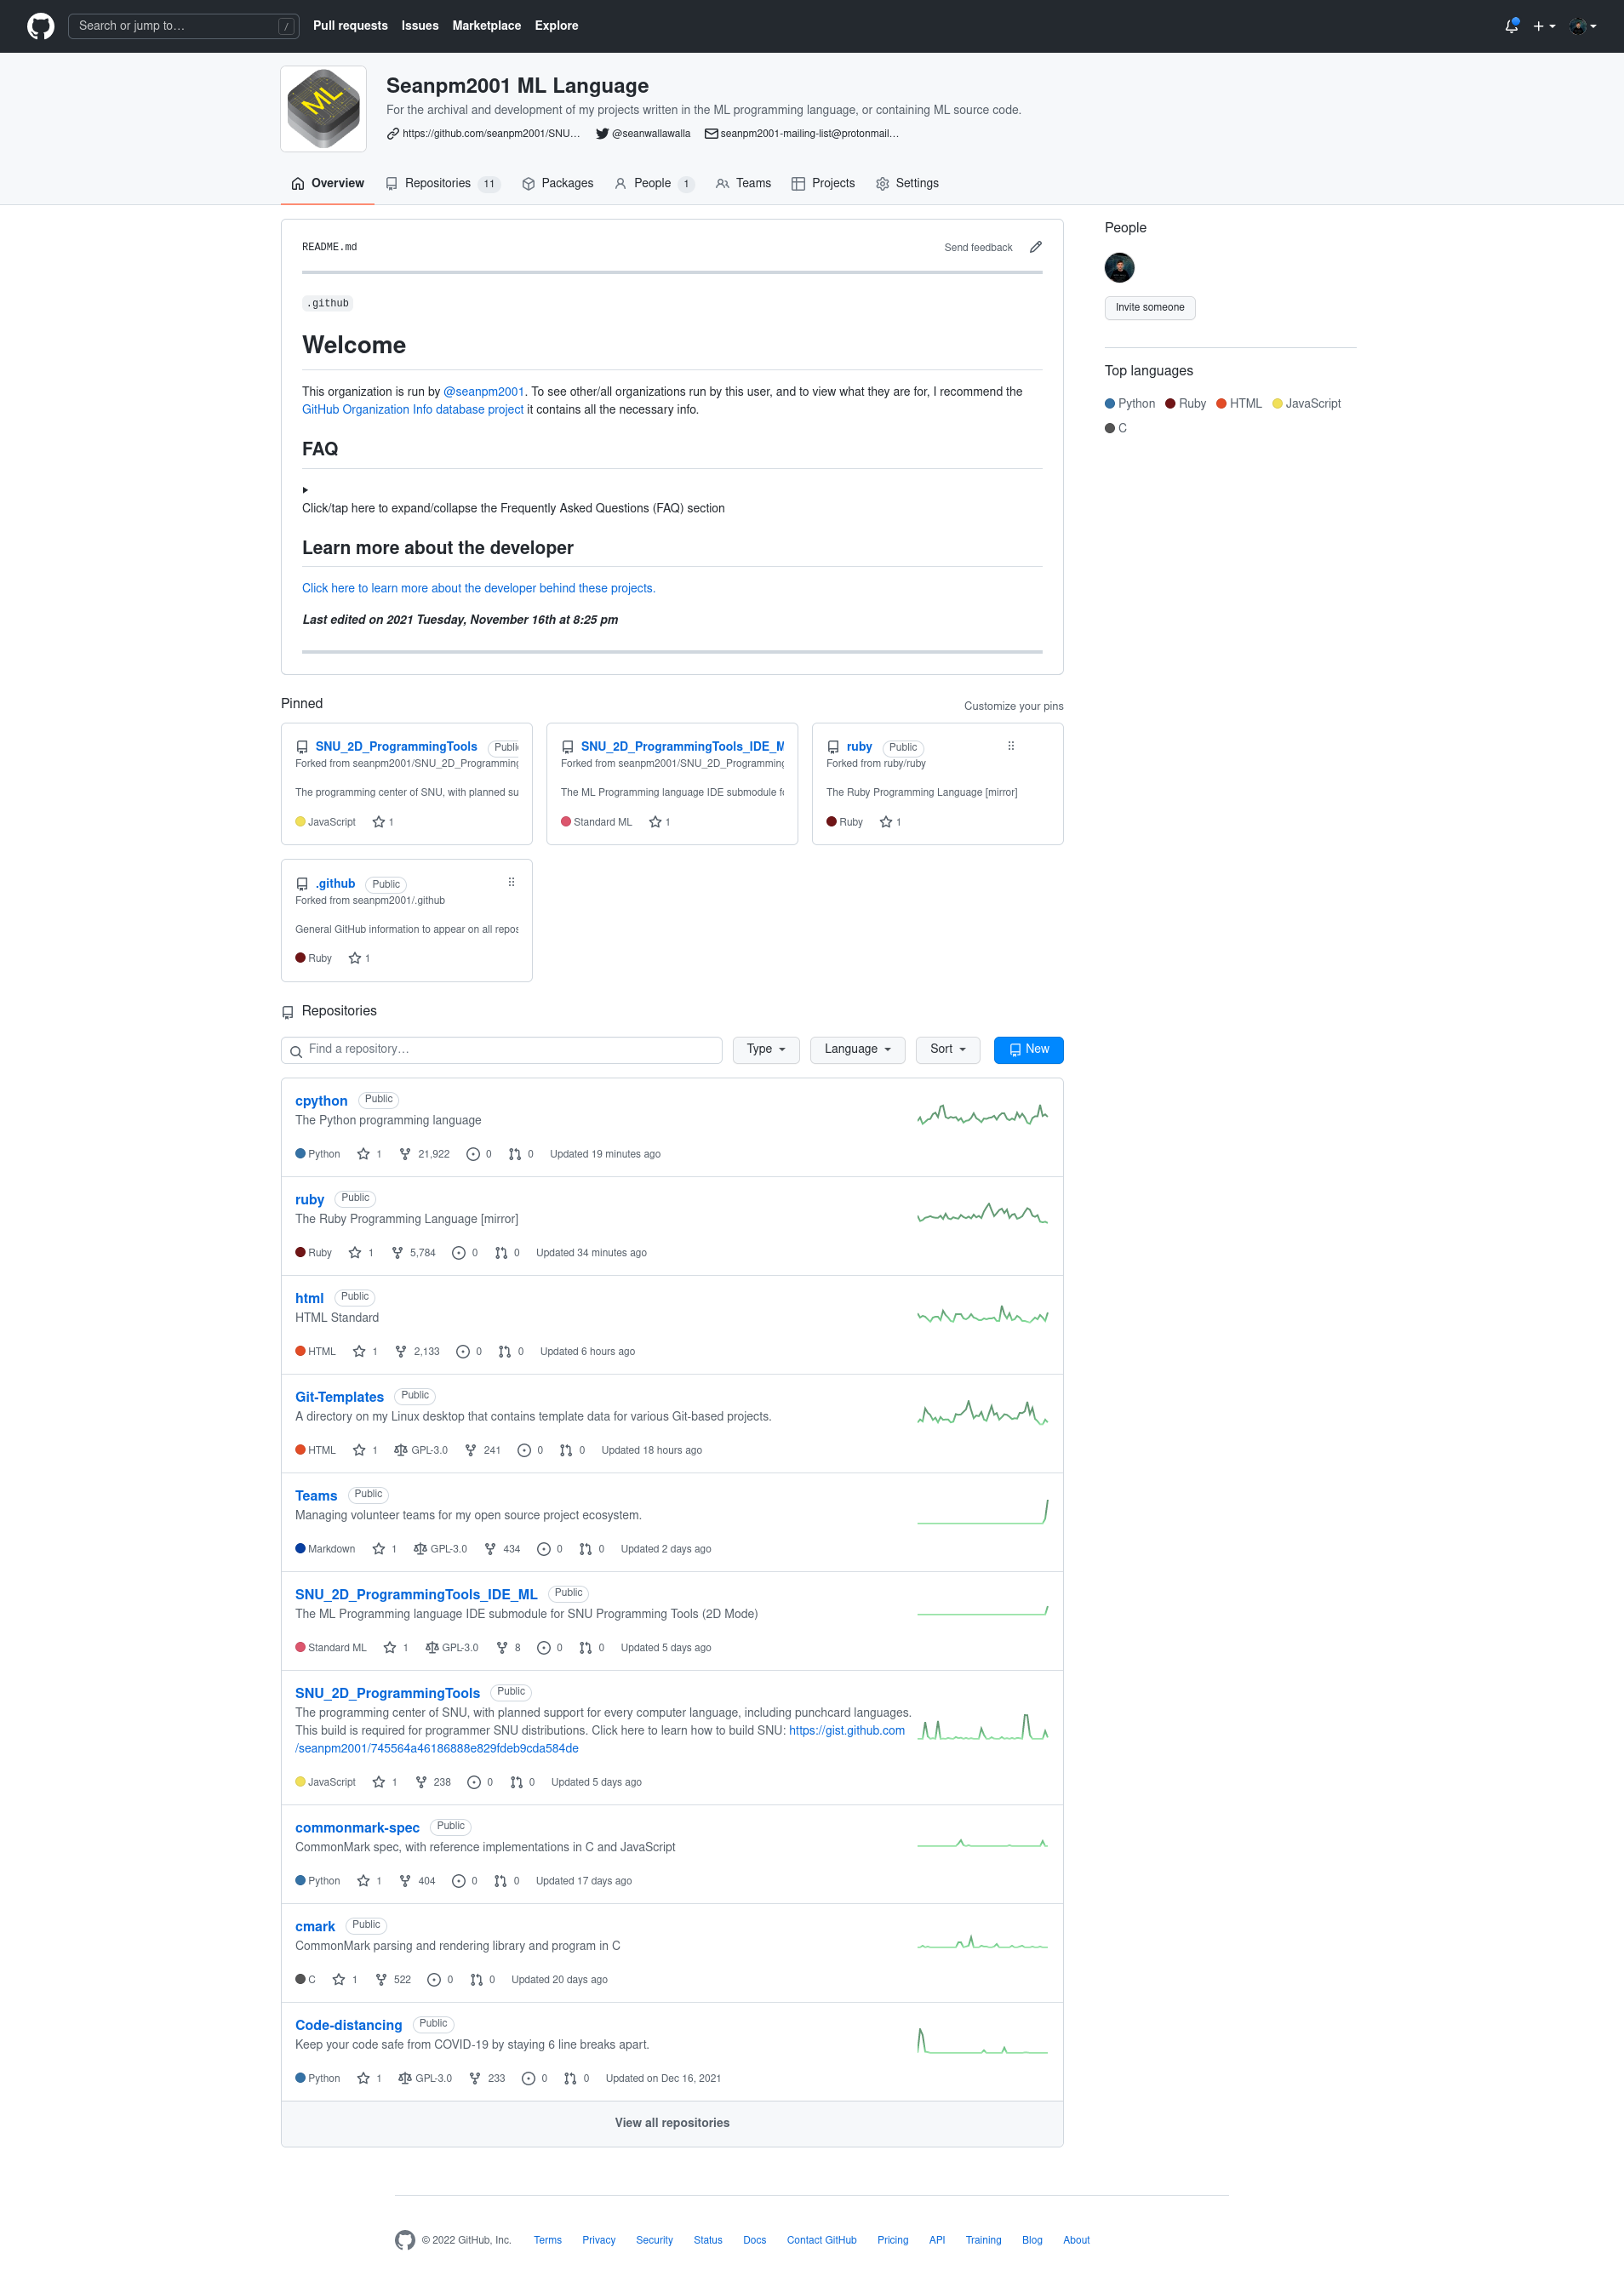 Search or jump to…
/
Pull requests
Issues
Marketplace
Explore
ML
Seanpm2001 ML Language
For the archival and development of my projects written in the ML programming language, or containing ML source code.
https://github.com/seanpm2001/SNU…
@seanwallawalla
seanpm2001-mailing-list@protonmail…
Overview
Repositories 11
Packages
People 1
Teams
Projects
Settings
README.md
Send feedback
.github
Welcome
This organization is run by @seanpm2001. To see other/all organizations run by this user, and to view what they are for, I recommend the
GitHub Organization Info database project it contains all the necessary info.
FAQ
Click/tap here to expand/collapse the Frequently Asked Questions (FAQ) section
Learn more about the developer
Click here to learn more about the developer behind these projects.
Last edited on 2021 Tuesday, November 16th at 8:25 pm
People
Invite someone
Top languages
Python Ruby HTML JavaScript
C
Pinned
Customize your pins
SNU_2D_ProgrammingTools Public
Forked from seanpm2001/SNU_2D_Programming
The programming center of SNU, with planned su
JavaScript 1
SNU_2D_ProgrammingTools_IDE_M
Forked from seanpm2001/SNU_2D_Programming
The ML Programming language IDE submodule fo
Standard ML 1
ruby Public
Forked from ruby/ruby
The Ruby Programming Language [mirror]
Ruby 1
.github Public
Forked from seanpm2001/.github
General GitHub information to appear on all repos
Ruby 1
Repositories
Find a repository…
Type
Language
Sort
New
cpython Public
The Python programming language
Python 1 21,922 0 0 Updated 19 minutes ago
ruby Public
The Ruby Programming Language [mirror]
Ruby 1 5,784 0 0 Updated 34 minutes ago
html Public
HTML Standard
HTML 1 2,133 0 0 Updated 6 hours ago
Git-Templates Public
A directory on my Linux desktop that contains template data for various Git-based projects.
HTML 1 GPL-3.0 241 0 0 Updated 18 hours ago
Teams Public
Managing volunteer teams for my open source project ecosystem.
Markdown 1 GPL-3.0 434 0 0 Updated 2 days ago
SNU_2D_ProgrammingTools_IDE_ML Public
The ML Programming language IDE submodule for SNU Programming Tools (2D Mode)
Standard ML 1 GPL-3.0 8 0 0 Updated 5 days ago
SNU_2D_ProgrammingTools Public
The programming center of SNU, with planned support for every computer language, including punchcard languages.
This build is required for programmer SNU distributions. Click here to learn how to build SNU: https://gist.github.com
/seanpm2001/745564a46186888e829fdeb9cda584de
JavaScript 1 238 0 0 Updated 5 days ago
commonmark-spec Public
CommonMark spec, with reference implementations in C and JavaScript
Python 1 404 0 0 Updated 17 days ago
cmark Public
CommonMark parsing and rendering library and program in C
C 1 522 0 0 Updated 20 days ago
Code-distancing Public
Keep your code safe from COVID-19 by staying 6 line breaks apart.
Python 1 GPL-3.0 233 0 0 Updated on Dec 16, 2021
View all repositories
© 2022 GitHub, Inc.
Terms
Privacy
Security
Status
Docs
Contact GitHub
Pricing
API
Training
Blog
About